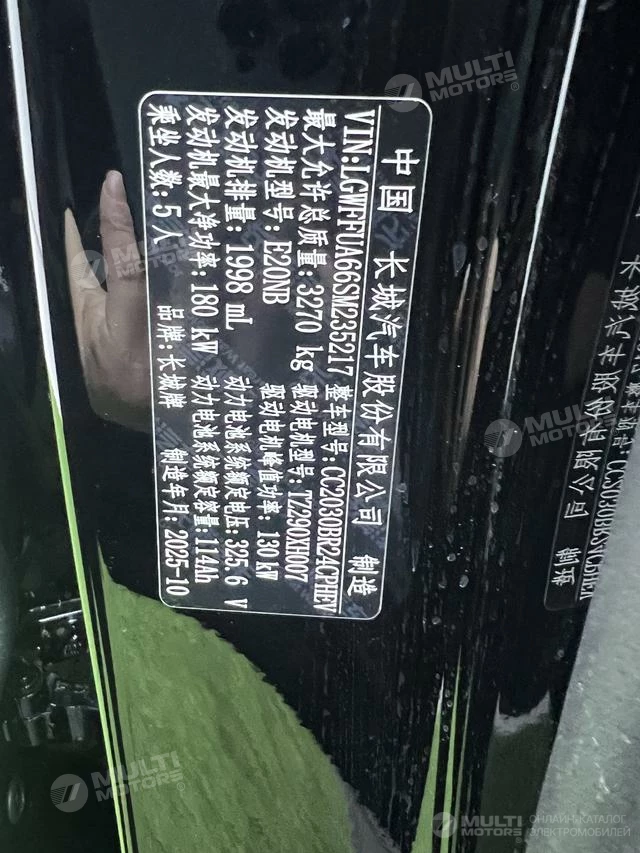 中国 长城汽车股份有限公司 制造
VIN:LGWFFUA66SM235217 整车型号:CC2030BR24CPHEV
最大允许总质量:3270 kg 驱动电机型号:TZ290XH007
发动机型号:E20NB 驱动电机峰值功率:130kW
发动机排量:1998 mL 动力电池系统额定电压:325.6 V
发动机最大净功率:180 kW 动力电池系统额定容量:114Ah
乘坐人数:5人 品牌:长城牌 制造年月:2025-10
MULTI MOTORS®
MULTI MOTORS
MULTI MOTORS
MULTI MOTORS
MULTI MOTORS ОНЛАЙН-КАТАЛОГ ЭЛЕКТРОМОБИЛЕЙ